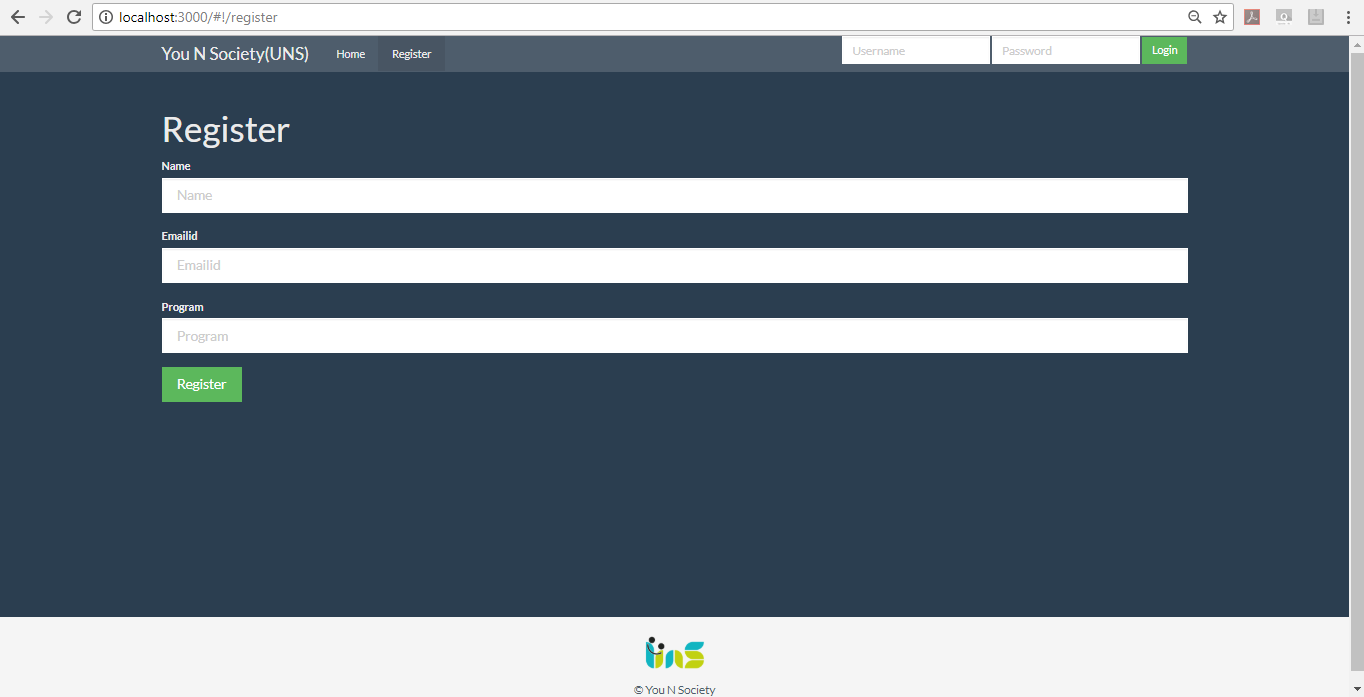 localhost:3000/#!/register
You N Society(UNS) Home Register Username Password Login
Register
Name
Name
Emailid
Emailid
Program
Program
Register
uns
© You N Society